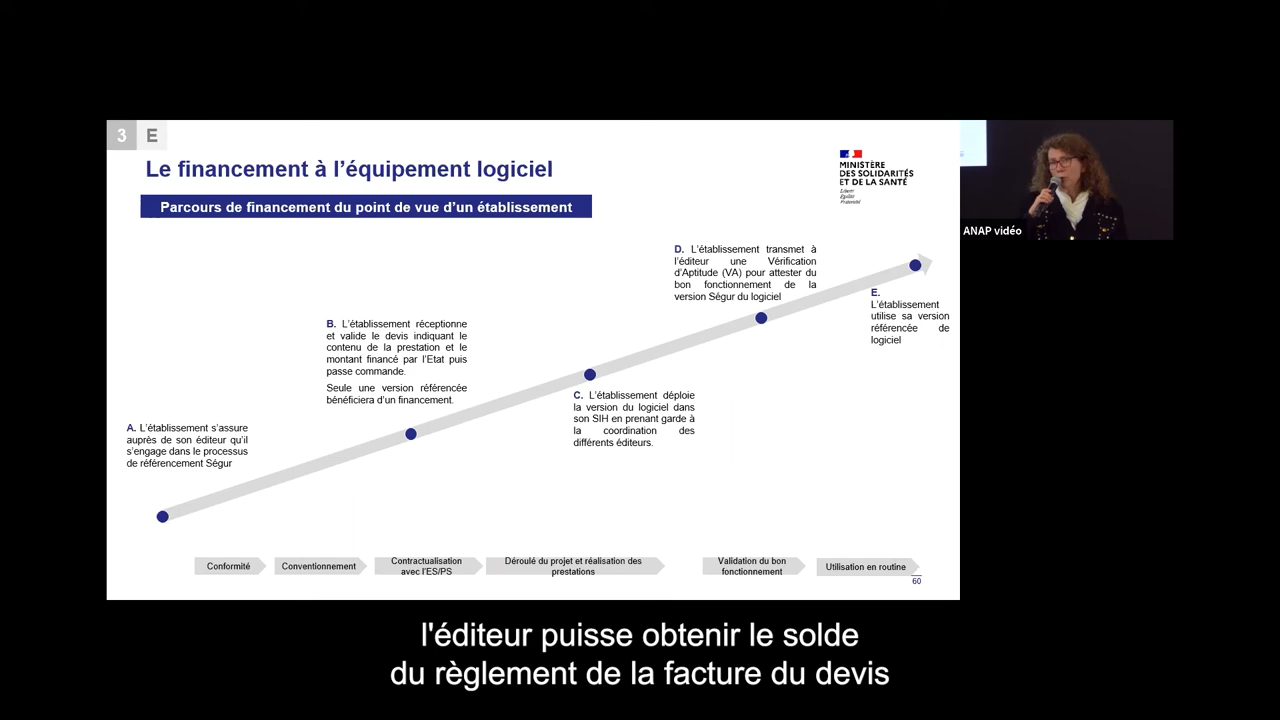 3 E
Le financement à l’équipement logiciel
Parcours de financement du point de vue d’un établissement
MINISTÈRE
DES SOLIDARITÉS
ET DE LA SANTÉ
Liberté
Égalité
Fraternité
ANAP vidéo
D. L’établissement transmet à
l’éditeur une Vérification
d’Aptitude (VA) pour attester du
bon fonctionnement de la
version Ségur du logiciel
E.
L’établissement
utilise sa version
référencée de
logiciel
B. L’établissement réceptionne
et valide le devis indiquant le
contenu de la prestation et le
montant financé par l’Etat puis
passe commande.
Seule une version référencée
bénéficiera d’un financement.
C. L’établissement déploie
la version du logiciel dans
son SIH en prenant garde à
la coordination des
différents éditeurs.
A. L’établissement s’assure
auprès de son éditeur qu’il
s’engage dans le processus
de référencement Ségur
Conformité
Conventionnement
Contractualisation
avec l’ES/PS
Déroulé du projet et réalisation des
prestations
Validation du bon
fonctionnement
Utilisation en routine
60
l'éditeur puisse obtenir le solde
du règlement de la facture du devis